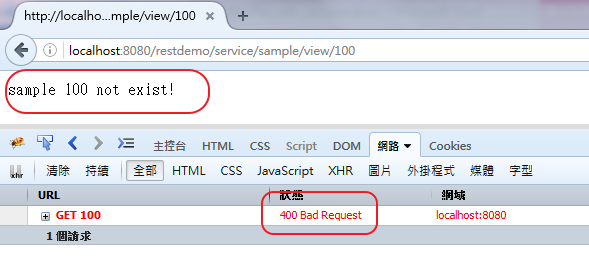 http://localho...mple/view/100
localhost:8080/restdemo/service/sample/view/100
sample 100 not exist!
主控台 HTML CSS Script DOM 網路 Cookies
xhr 清除 持續 全部 HTML CSS JavaScript XHR 圖片 外掛程式 媒體 字型
URL 狀態 網域
GET 100 400 Bad Request localhost:8080
1 個請求